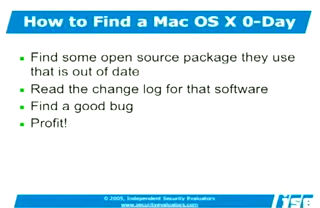 How to Find a Mac OS X 0-Day
Find some open source package they use
that is out of date
Read the change log for that software
Find a good bug
Profit!
© 2005, Independent Security Evaluators
www.securityevaluators.com
ise